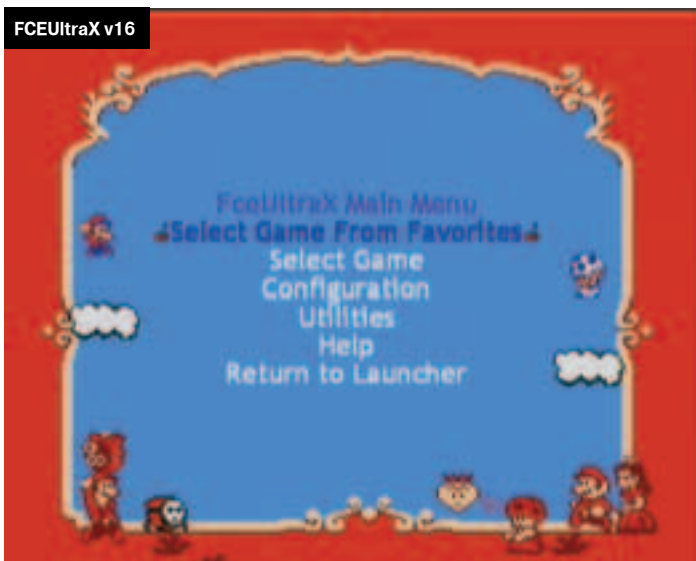 FCEUltraX v16
FceUltraX Main Menu
Select Game From Favorites
Select Game
Configuration
Utilities
Help
Return to Launcher